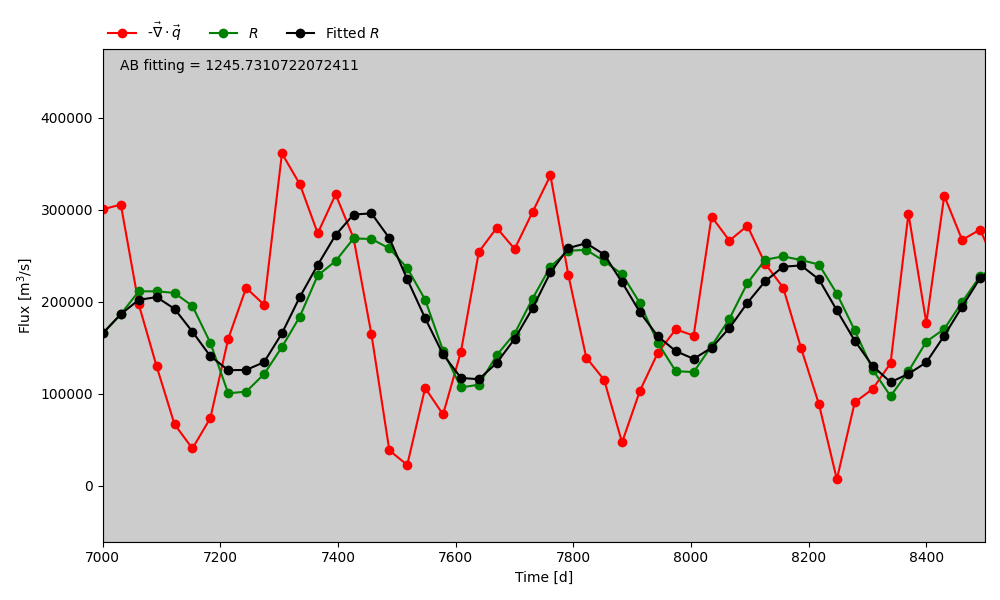 -∇⃗ · q⃗ R Fitted R
AB fitting = 1245.7310722072411
400000
300000
200000
100000
0
Flux [m³/s]
7000 7200 7400 7600 7800 8000 8200 8400
Time [d]